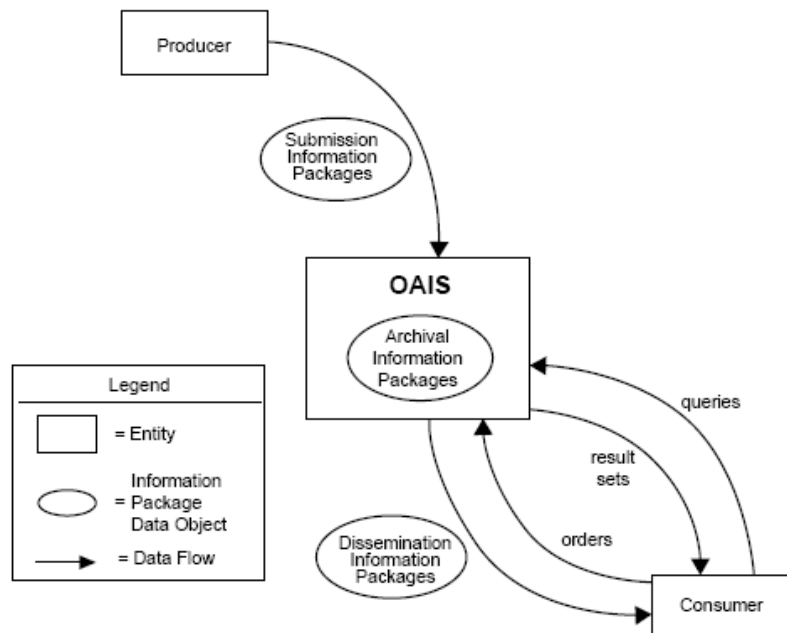 Producer
Submission
Information
Packages
OAIS
Archival
Information
Packages
queries
result
sets
orders
Dissemination
Information
Packages
Consumer
Legend
= Entity
Information
= Package
Data Object
= Data Flow